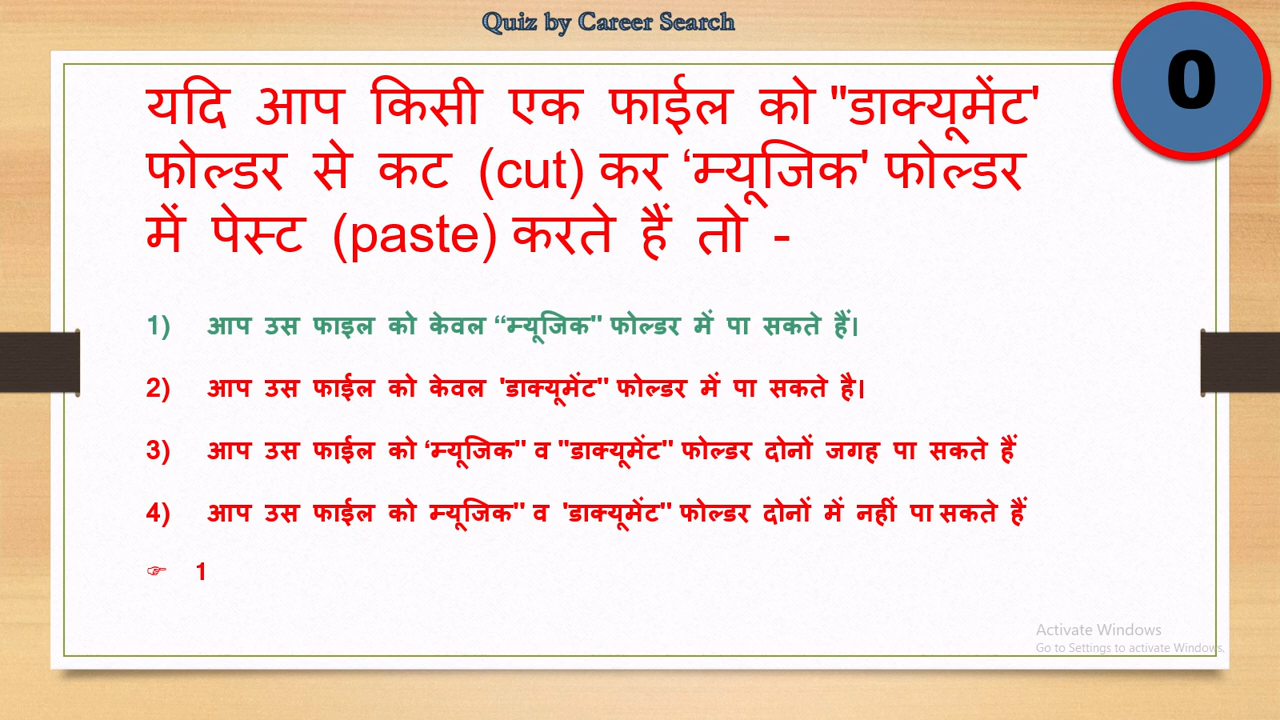 Quiz by Career Search
0
यदि आप किसी एक फाईल को "डाक्यूमेंट'
फोल्डर से कट (cut) कर ‘म्यूजिक' फोल्डर
में पेस्ट (paste) करते हैं तो -
1) आप उस फाइल को केवल “म्यूजिक" फोल्डर में पा सकते हैं।
2) आप उस फाईल को केवल 'डाक्यूमेंट" फोल्डर में पा सकते है।
3) आप उस फाईल को ‘म्यूजिक" व "डाक्यूमेंट" फोल्डर दोनों जगह पा सकते हैं
4) आप उस फाईल को म्यूजिक" व 'डाक्यूमेंट" फोल्डर दोनों में नहीं पा सकते हैं
☞ 1
Activate Windows
Go to Settings to activate Windows.